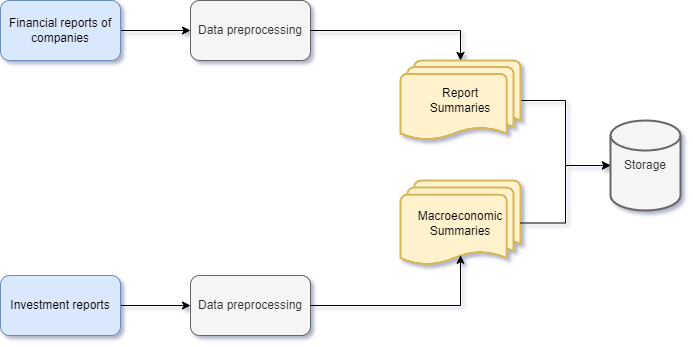 Financial reports of
companies
Data preprocessing
Report
Summaries
Storage
Macroeconomic
Summaries
Investment reports
Data preprocessing